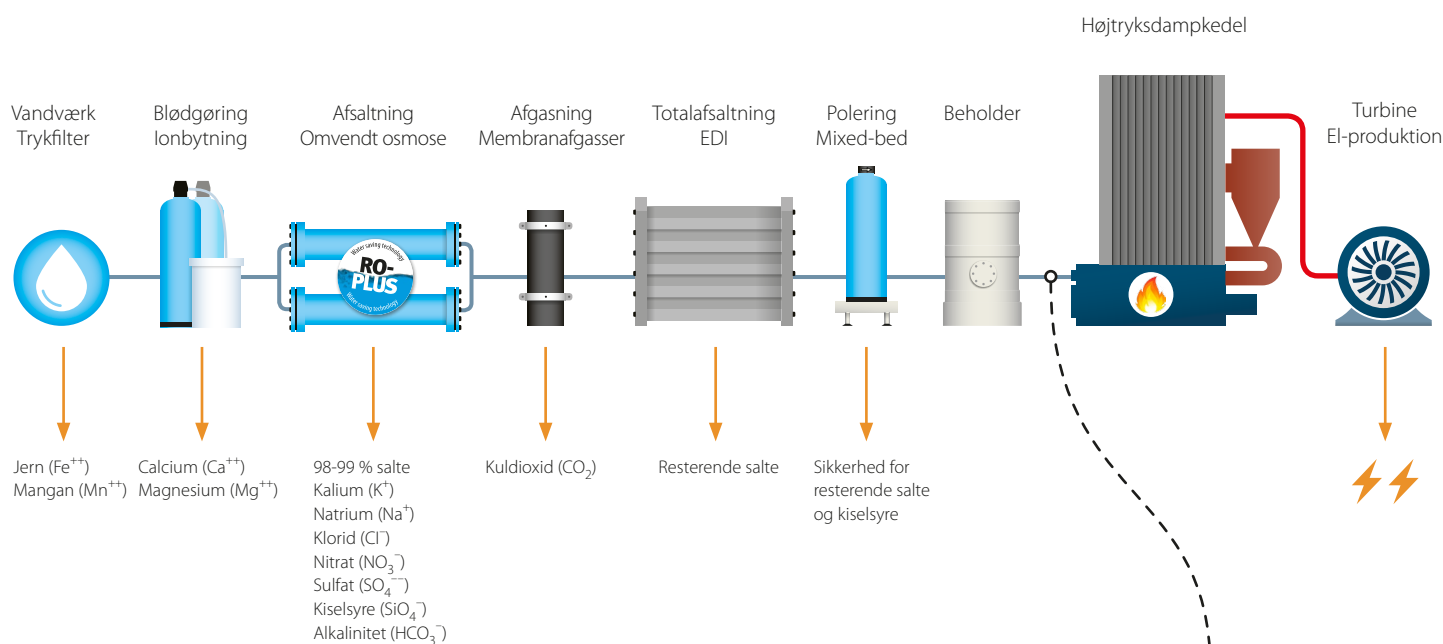 Højtryksdampkedel
Vandværk
Trykfilter
Blødgøring
Ionbytning
Afsaltning
Omvendt osmose
Afgasning
Membranafgasser
Totalafsaltning
EDI
Polering
Mixed-bed
Beholder
Turbine
El-produktion
Water saving technology
RO-
PLUS
Water saving technology
Jern (Fe⁺⁺)
Mangan (Mn⁺⁺)
Calcium (Ca⁺⁺)
Magnesium (Mg⁺⁺)
98-99 % salte
Kalium (K⁺)
Natrium (Na⁺)
Klorid (Cl⁻)
Nitrat (NO₃⁻)
Sulfat (SO₄⁻⁻)
Kiselsyre (SiO₄⁻)
Alkalinitet (HCO₃⁻)
Kuldioxid (CO₂)
Resterende salte
Sikkerhed for
resterende salte
og kiselsyre